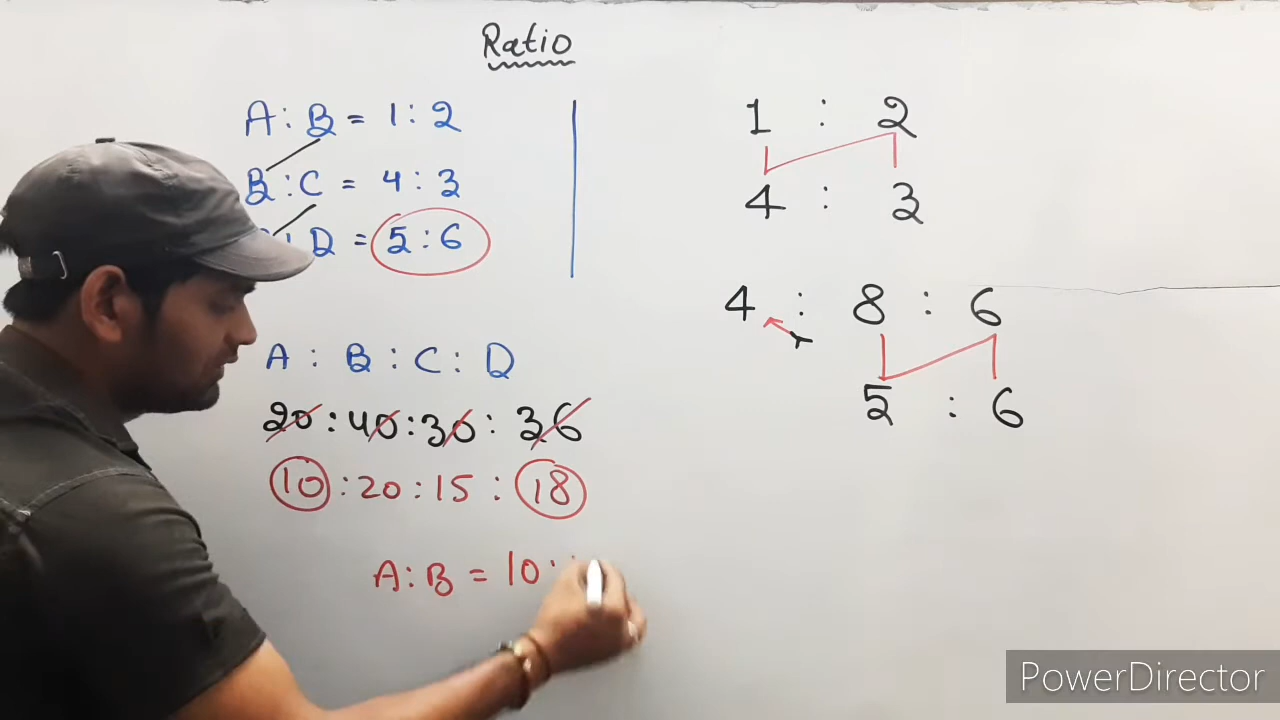 Ratio
A : B = 1 : 2
B : C = 4 : 3
D = 5 : 6
A : B : C : D
20 : 40 : 30 : 36
10 : 20 : 15 : 18
A : B = 10 :
1 : 2
4 : 3
4 : 8 : 6
5 : 6
PowerDirector